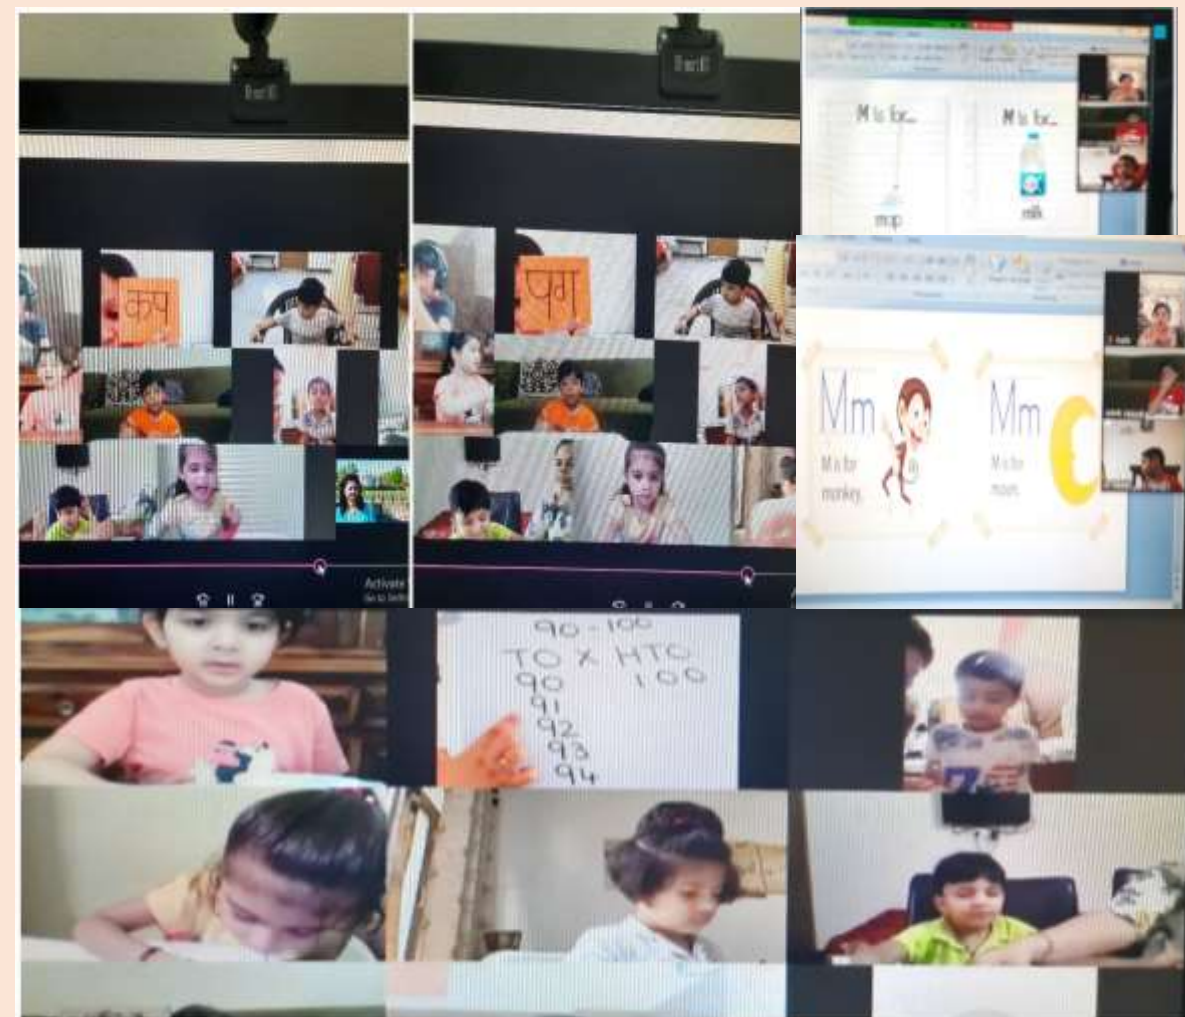 कप
पग
M is for...
mop
M is for...
milk
Mm
M is for
monkey.
Mm
M is for
moon.
Activate
90-100
TO X HTO
90 100
91
92
93
94